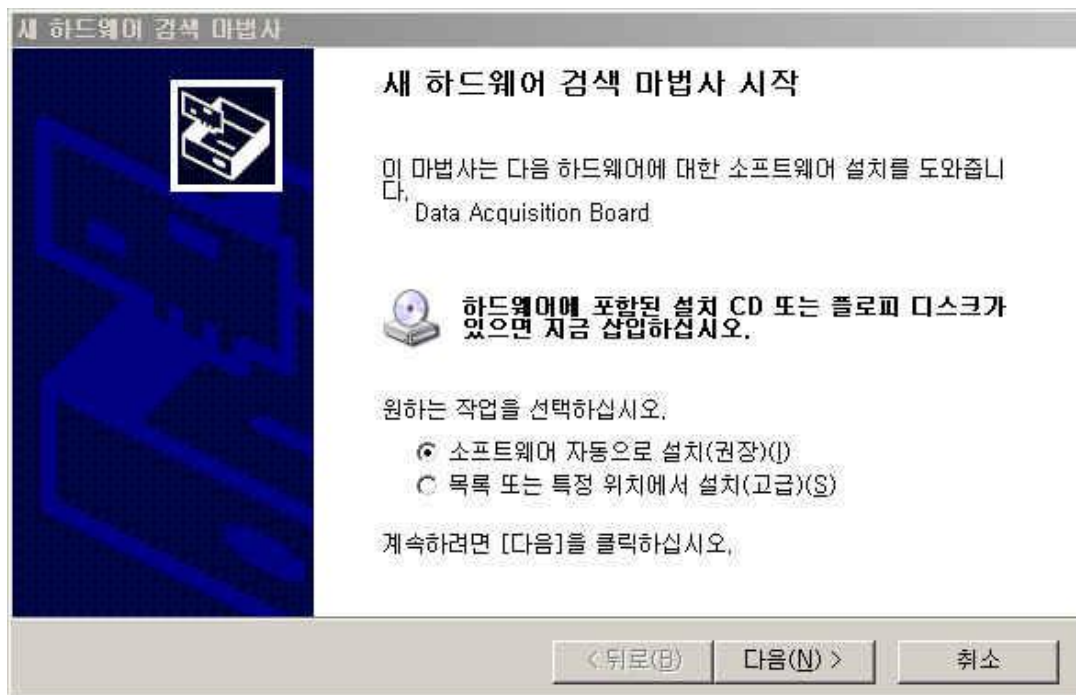 새 하드웨어 검색 마법사
새 하드웨어 검색 마법사 시작
이 마법사는 다음 하드웨어에 대한 소프트웨어 설치를 도와줍니
다.
Data Acquisition Board
하드웨어에 포함된 설치 CD 또는 플로피 디스크가
있으면 지금 삽입하십시오.
원하는 작업을 선택하십시오.
소프트웨어 자동으로 설치(권장)(I)
목록 또는 특정 위치에서 설치(고급)(S)
계속하려면 [다음]을 클릭하십시오.
< 뒤로(B) 다음(N) > 취소